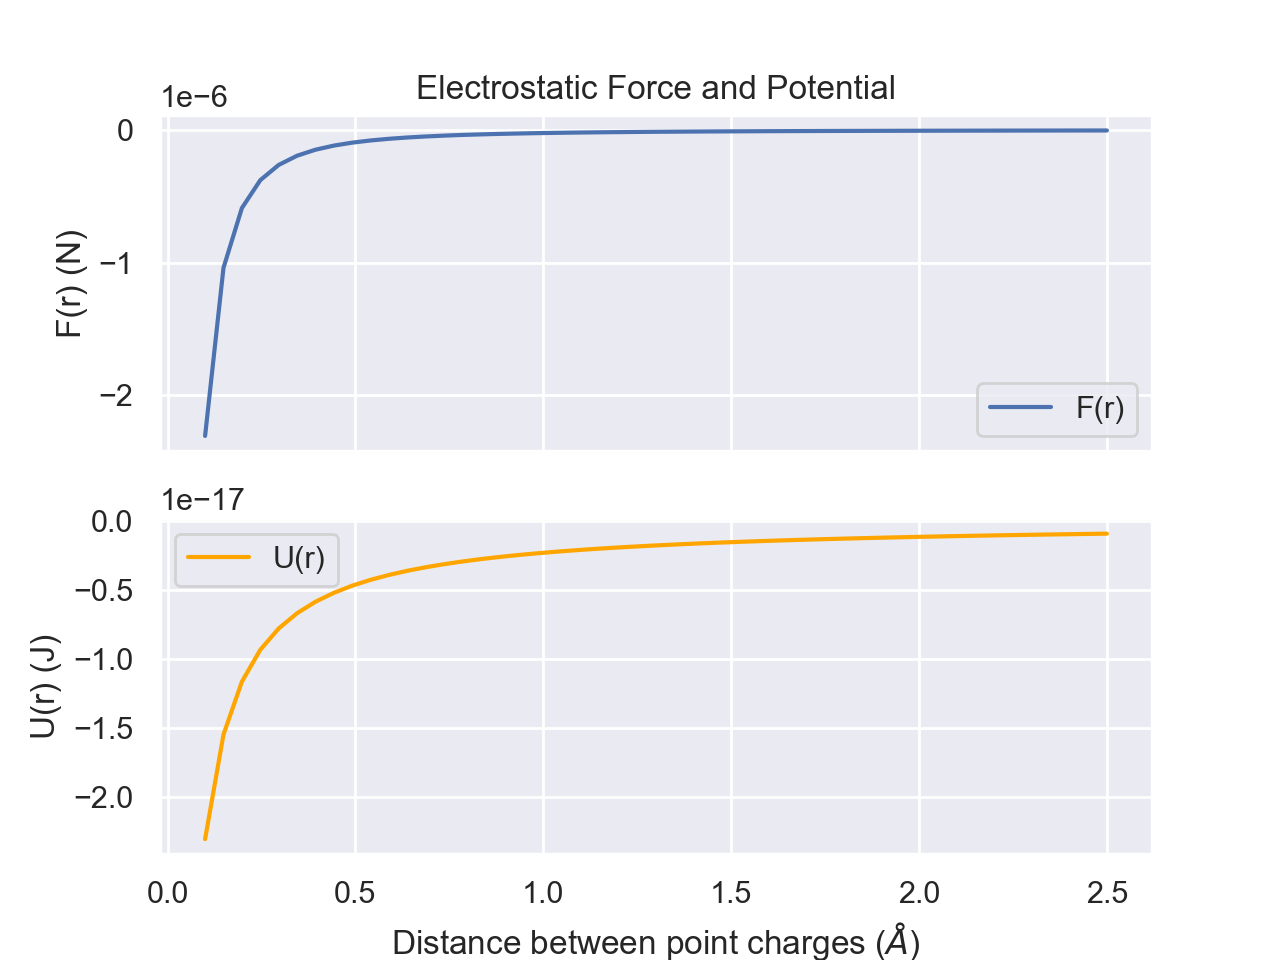 Electrostatic Force and Potential
1e−6
0
−1
−2
F(r) (N)
F(r)
1e−17
0.0
−0.5
−1.0
−1.5
−2.0
U(r) (J)
U(r)
0.0 0.5 1.0 1.5 2.0 2.5
Distance between point charges (Å)